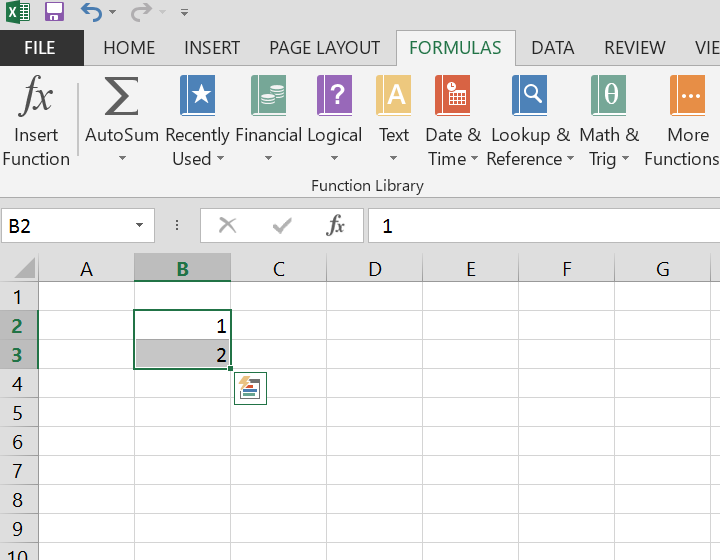 FILE HOME INSERT PAGE LAYOUT FORMULAS DATA REVIEW VIE
fx ? A θ
Insert AutoSum Recently Financial Logical Text Date & Lookup & Math & More
Function Used Time Reference Trig Functions
Function Library
B2 fx 1
A B C D E F G
1
2 1
3 2
4
5
6
7
8
9
10